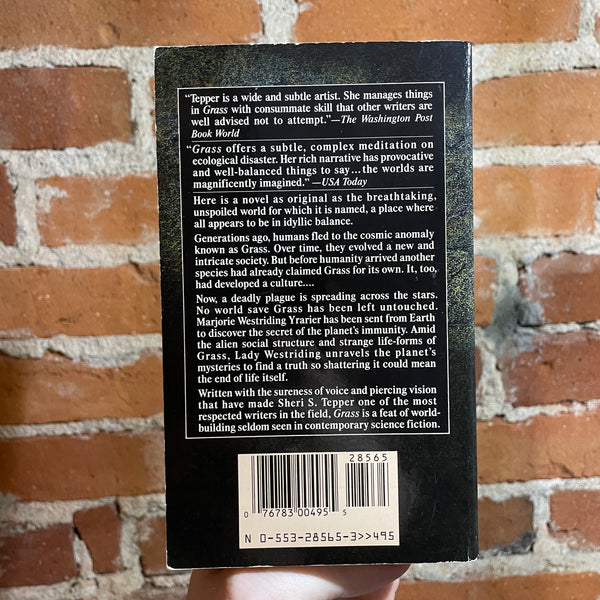 “Tepper is a wide and subtle artist. She manages things
in Grass with consummate skill that other writers are
well advised not to attempt.”—The Washington Post
Book World
“Grass offers a subtle, complex meditation on
ecological disaster. Her rich narrative has provocative
and well-balanced things to say...the worlds are
magnificently imagined.” —USA Today
Here is a novel as original as the breathtaking,
unspoiled world for which it is named, a place where
all appears to be in idyllic balance.
Generations ago, humans fled to the cosmic anomaly
known as Grass. Over time, they evolved a new and
intricate society. But before humanity arrived another
species had already claimed Grass for its own. It, too,
had developed a culture....
Now, a deadly plague is spreading across the stars.
No world save Grass has been left untouched.
Marjorie Westriding Yrarier has been sent from Earth
to discover the secret of the planet's immunity. Amid
the alien social structure and strange life-forms of
Grass, Lady Westriding unravels the planet's
mysteries to find a truth so shattering it could mean
the end of life itself.
Written with the sureness of voice and piercing vision
that have made Sheri S. Tepper one of the most
respected writers in the field, Grass is a feat of world-
building seldom seen in contemporary science fiction.
28565
0 76783 00495 5
N 0-553-28565-3>>495